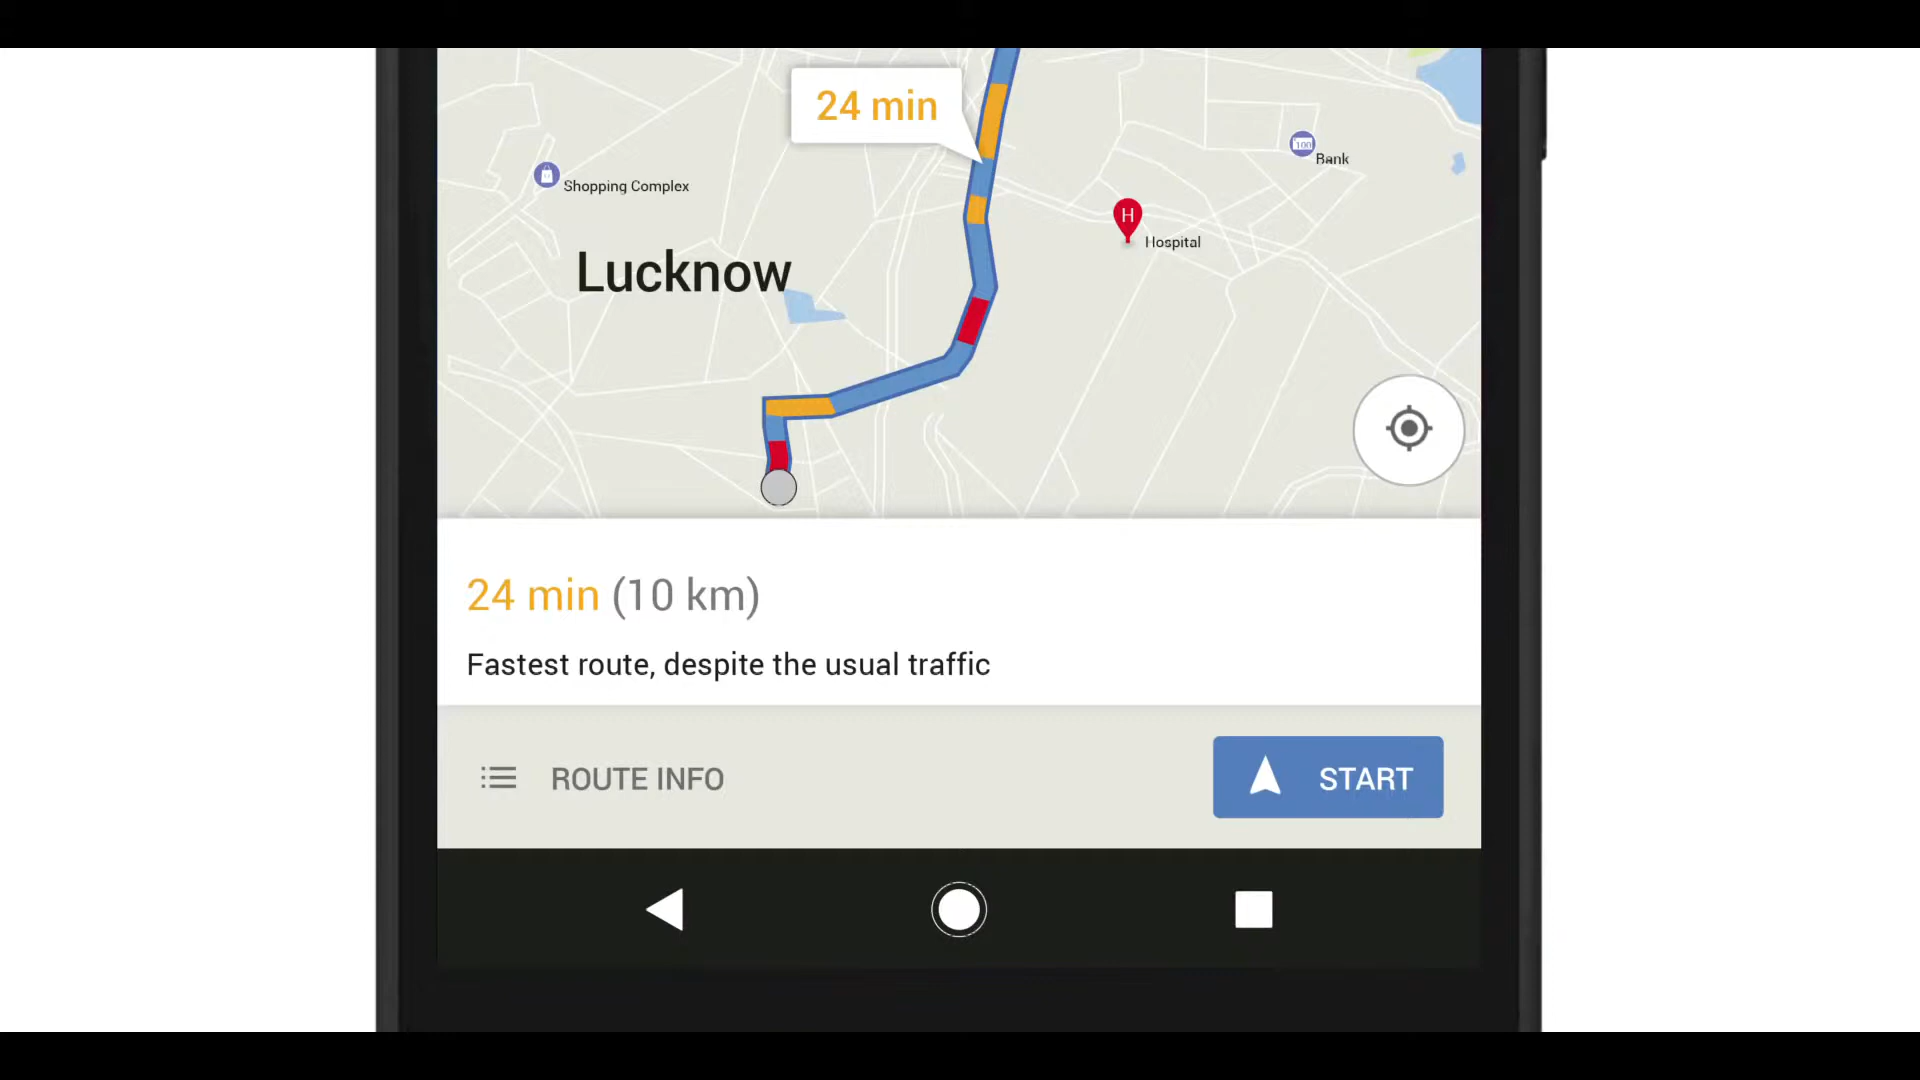 24 min
100
Bank
Shopping Complex
H
Hospital
Lucknow
24 min (10 km)
Fastest route, despite the usual traffic
ROUTE INFO
START